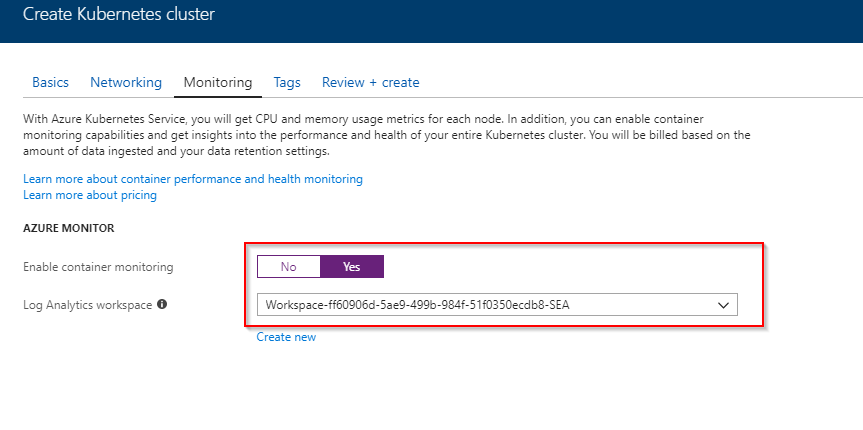 Create Kubernetes cluster
Basics Networking Monitoring Tags Review + create
With Azure Kubernetes Service, you will get CPU and memory usage metrics for each node. In addition, you can enable container
monitoring capabilities and get insights into the performance and health of your entire Kubernetes cluster. You will be billed based on the
amount of data ingested and your data retention settings.
Learn more about container performance and health monitoring
Learn more about pricing
AZURE MONITOR
Enable container monitoring No Yes
Log Analytics workspace Workspace-ff60906d-5ae9-499b-984f-51f0350ecdb8-SEA
Create new